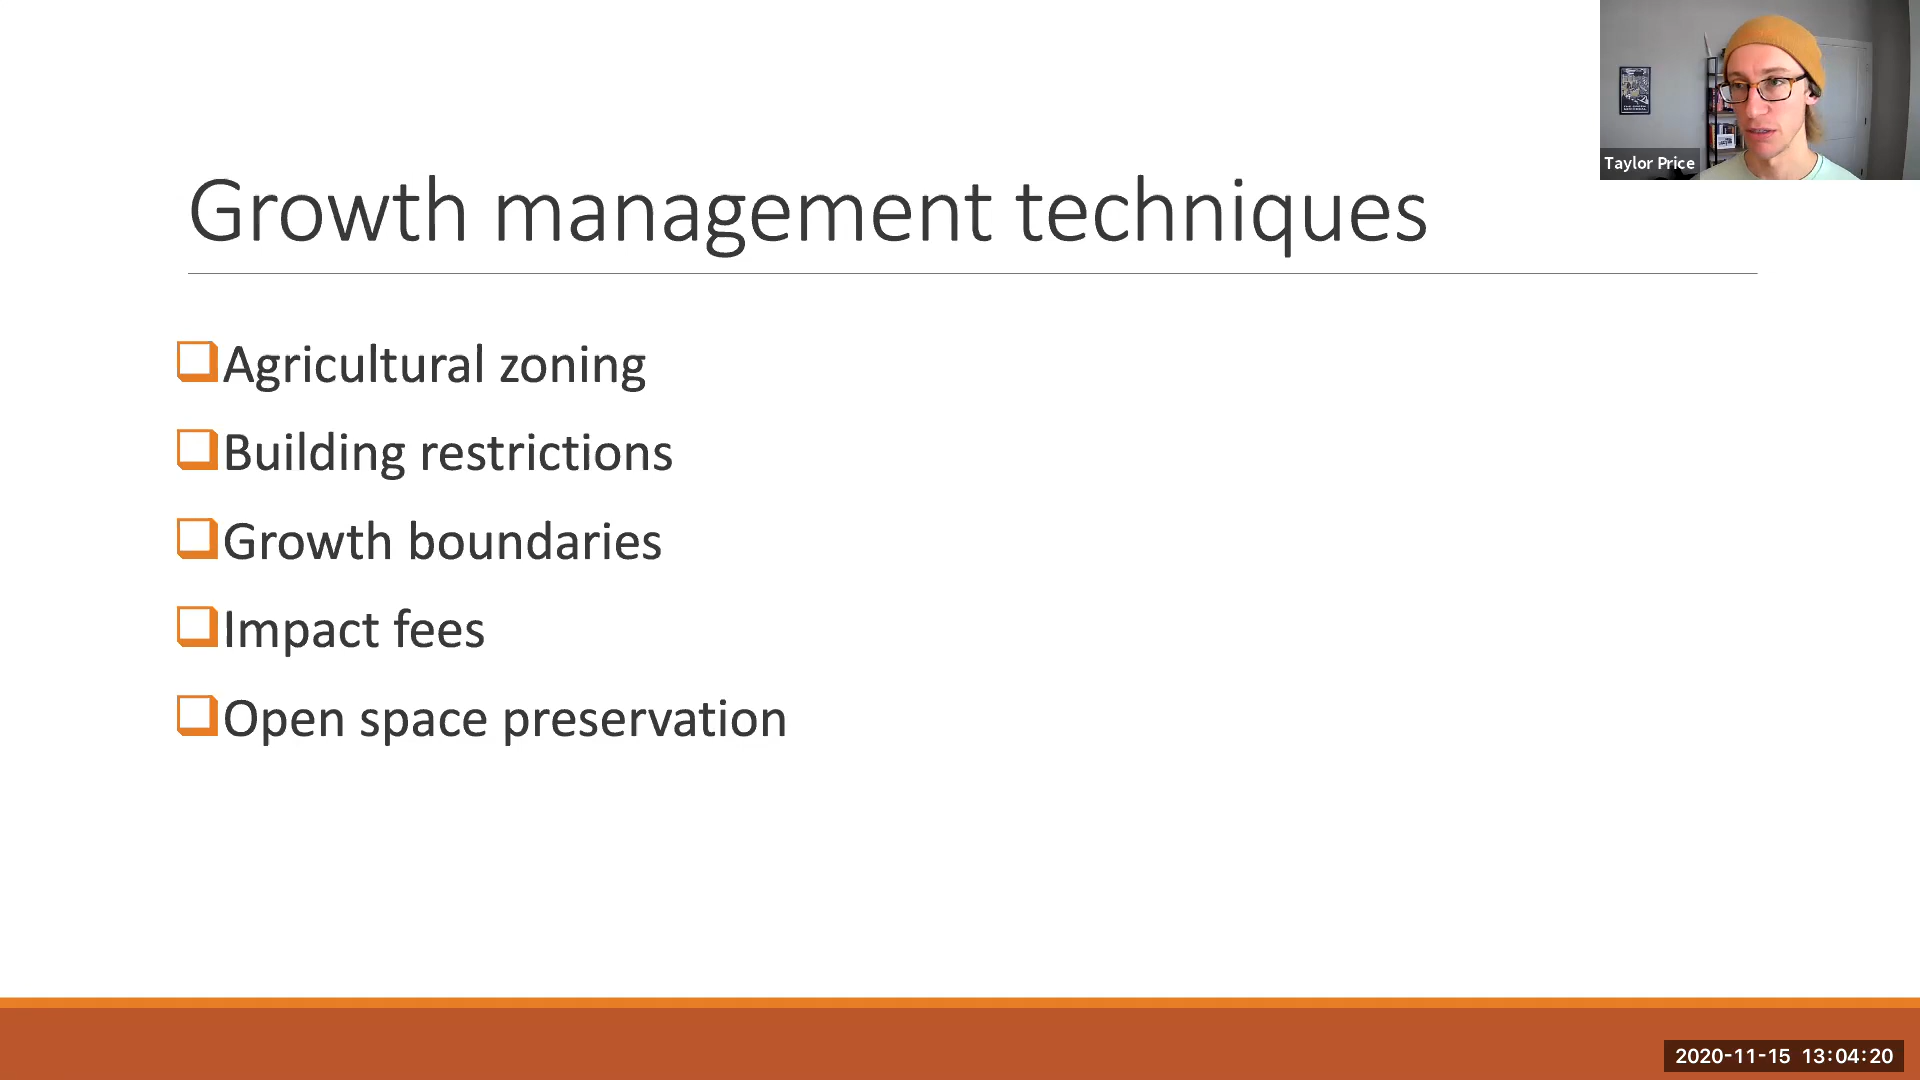 Taylor Price
Growth management techniques
Agricultural zoning
Building restrictions
Growth boundaries
Impact fees
Open space preservation
2020-11-15 13:04:20